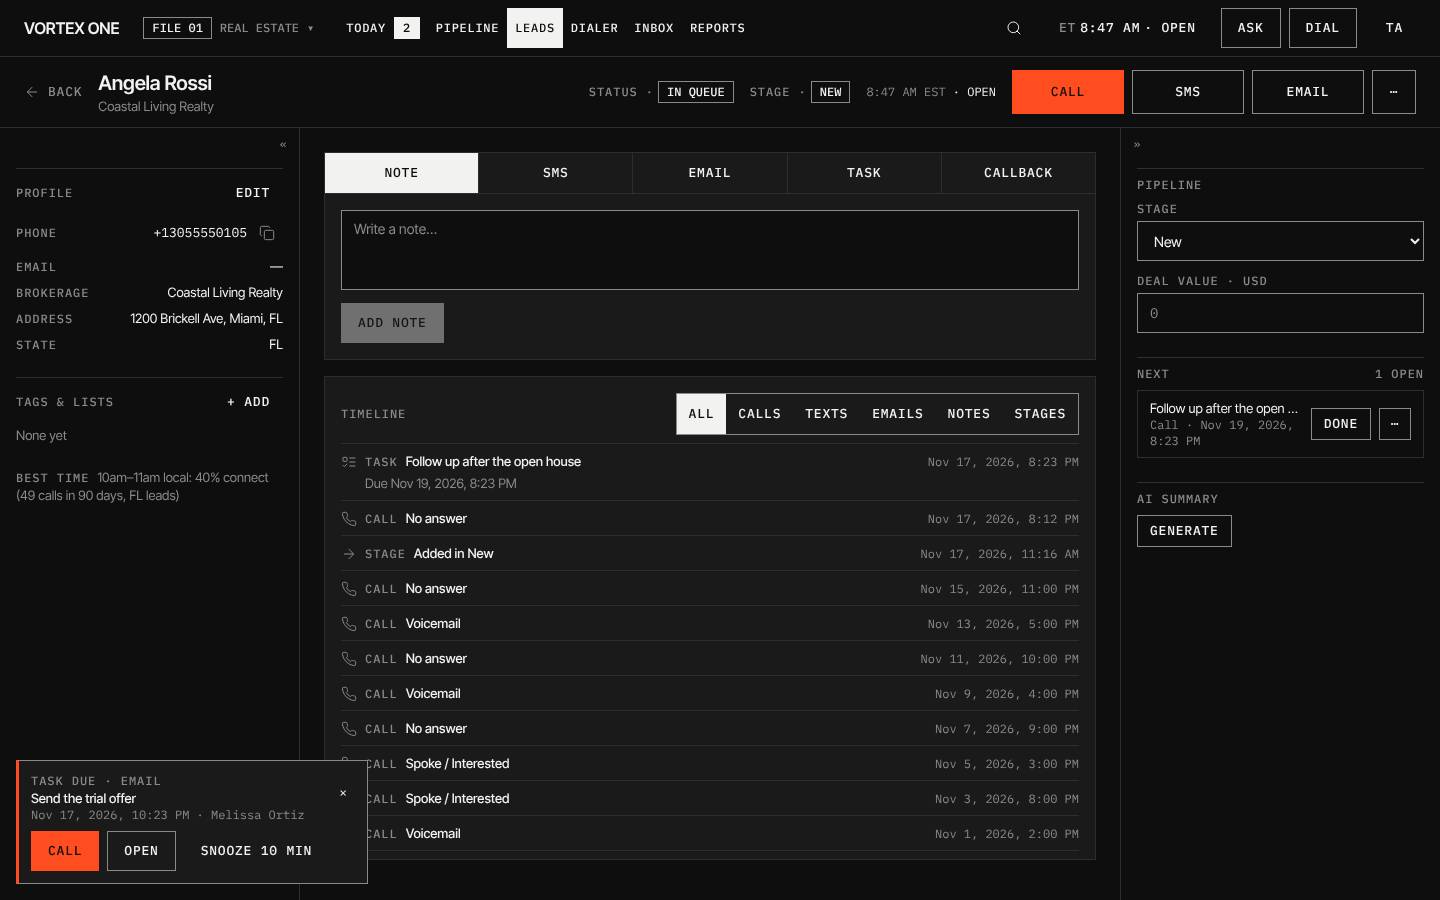 VORTEX ONE FILE 01 REAL ESTATE ▾ TODAY 2 PIPELINE LEADS DIALER INBOX REPORTS ET 8:47 AM · OPEN ASK DIAL TA
← BACK Angela Rossi
Coastal Living Realty
STATUS · IN QUEUE STAGE · NEW 8:47 AM EST · OPEN CALL SMS EMAIL ⋯
«
PROFILE EDIT
PHONE +13055550105
EMAIL —
BROKERAGE Coastal Living Realty
ADDRESS 1200 Brickell Ave, Miami, FL
STATE FL
TAGS & LISTS + ADD
None yet
BEST TIME 10am–11am local: 40% connect
(49 calls in 90 days, FL leads)
NOTE SMS EMAIL TASK CALLBACK
Write a note...
ADD NOTE
TIMELINE ALL CALLS TEXTS EMAILS NOTES STAGES
TASK Follow up after the open house Nov 17, 2026, 8:23 PM
Due Nov 19, 2026, 8:23 PM
CALL No answer Nov 17, 2026, 8:12 PM
STAGE Added in New Nov 17, 2026, 11:16 AM
CALL No answer Nov 15, 2026, 11:00 PM
CALL Voicemail Nov 13, 2026, 5:00 PM
CALL No answer Nov 11, 2026, 10:00 PM
CALL Voicemail Nov 9, 2026, 4:00 PM
CALL No answer Nov 7, 2026, 9:00 PM
CALL Spoke / Interested Nov 5, 2026, 3:00 PM
CALL Spoke / Interested Nov 3, 2026, 8:00 PM
CALL Voicemail Nov 1, 2026, 2:00 PM
»
PIPELINE
STAGE
New
DEAL VALUE · USD
0
NEXT 1 OPEN
Follow up after the open ...
Call · Nov 19, 2026,
8:23 PM
DONE ⋯
AI SUMMARY
GENERATE
TASK DUE · EMAIL ×
Send the trial offer
Nov 17, 2026, 10:23 PM · Melissa Ortiz
CALL OPEN SNOOZE 10 MIN